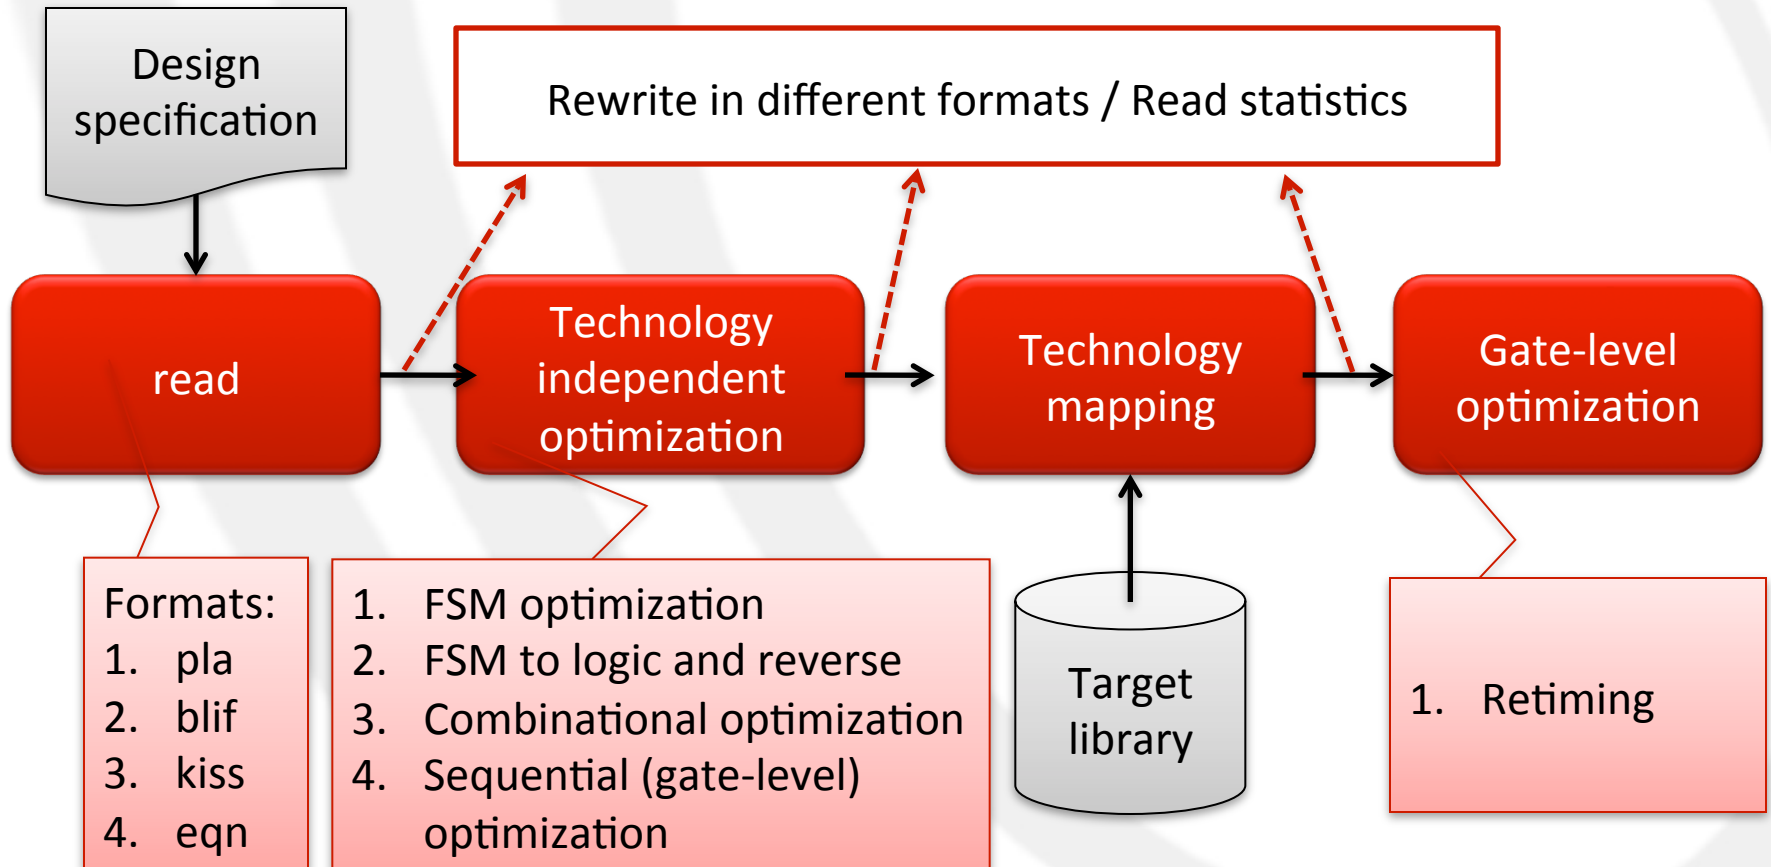 Design
specification
Rewrite in different formats / Read statistics
read
Technology
independent
optimization
Technology
mapping
Gate-level
optimization
Formats:
1. pla
2. blif
3. kiss
4. eqn
1. FSM optimization
2. FSM to logic and reverse
3. Combinational optimization
4. Sequential (gate-level)
optimization
Target
library
1. Retiming